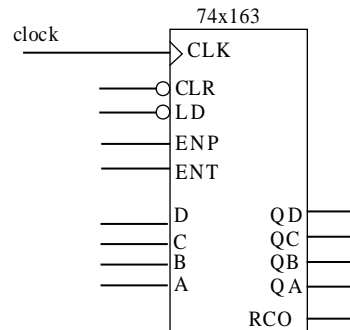 74x163
clock
CLK
CLR
LD
ENP
ENT
D QD
C QC
B QB
A QA
RCO